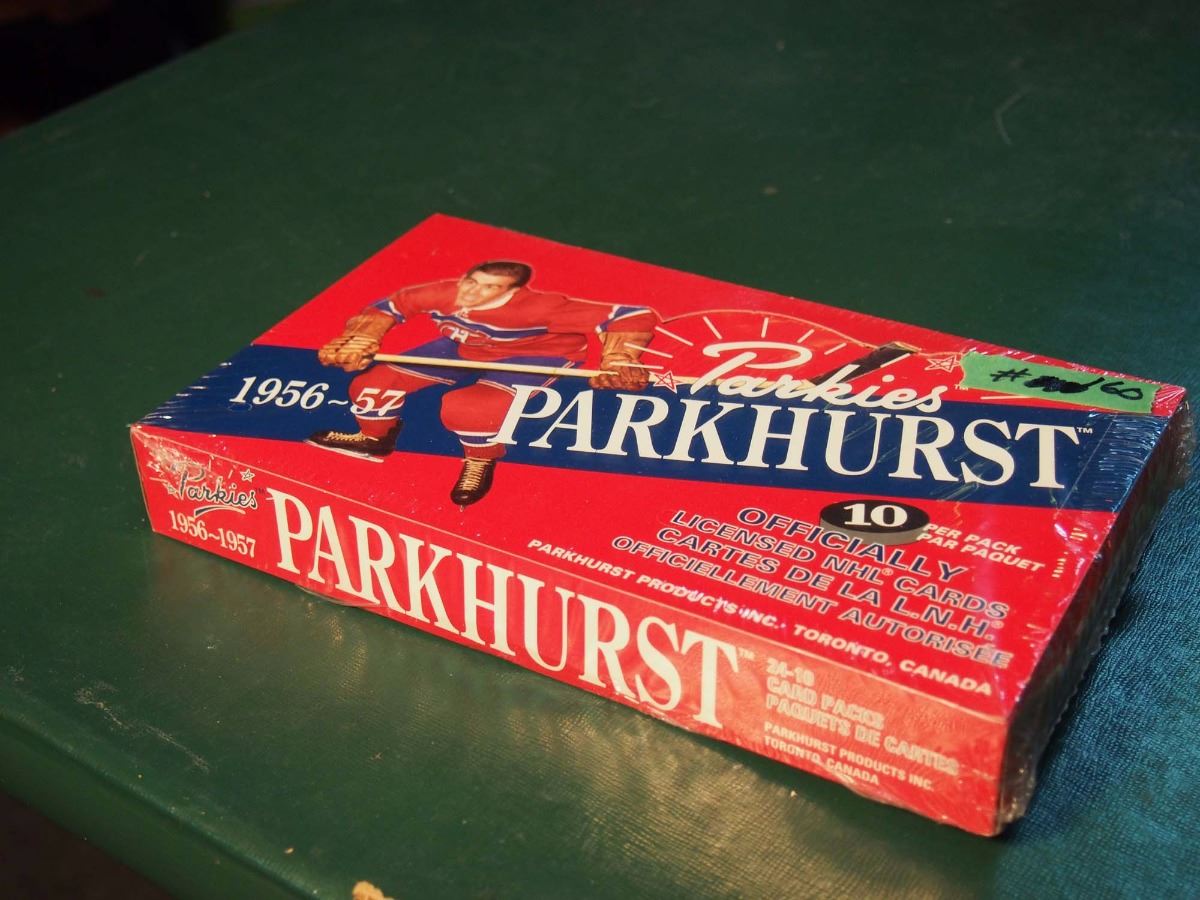 Parkies
1956~57
PARKHURST™
10
PER PACK
PAR PAQUET
OFFICIALLY
LICENSED NHL® CARDS
CARTES DE LA L.N.H.®
OFFICIELLEMENT AUTORISÉE
PARKHURST PRODUCTS INC., TORONTO, CANADA
Parkies™
1956~1957
PARKHURST™
24-10
CARD PACKS
PAQUETS DE CARTES
PARKHURST PRODUCTS INC.
TORONTO, CANADA